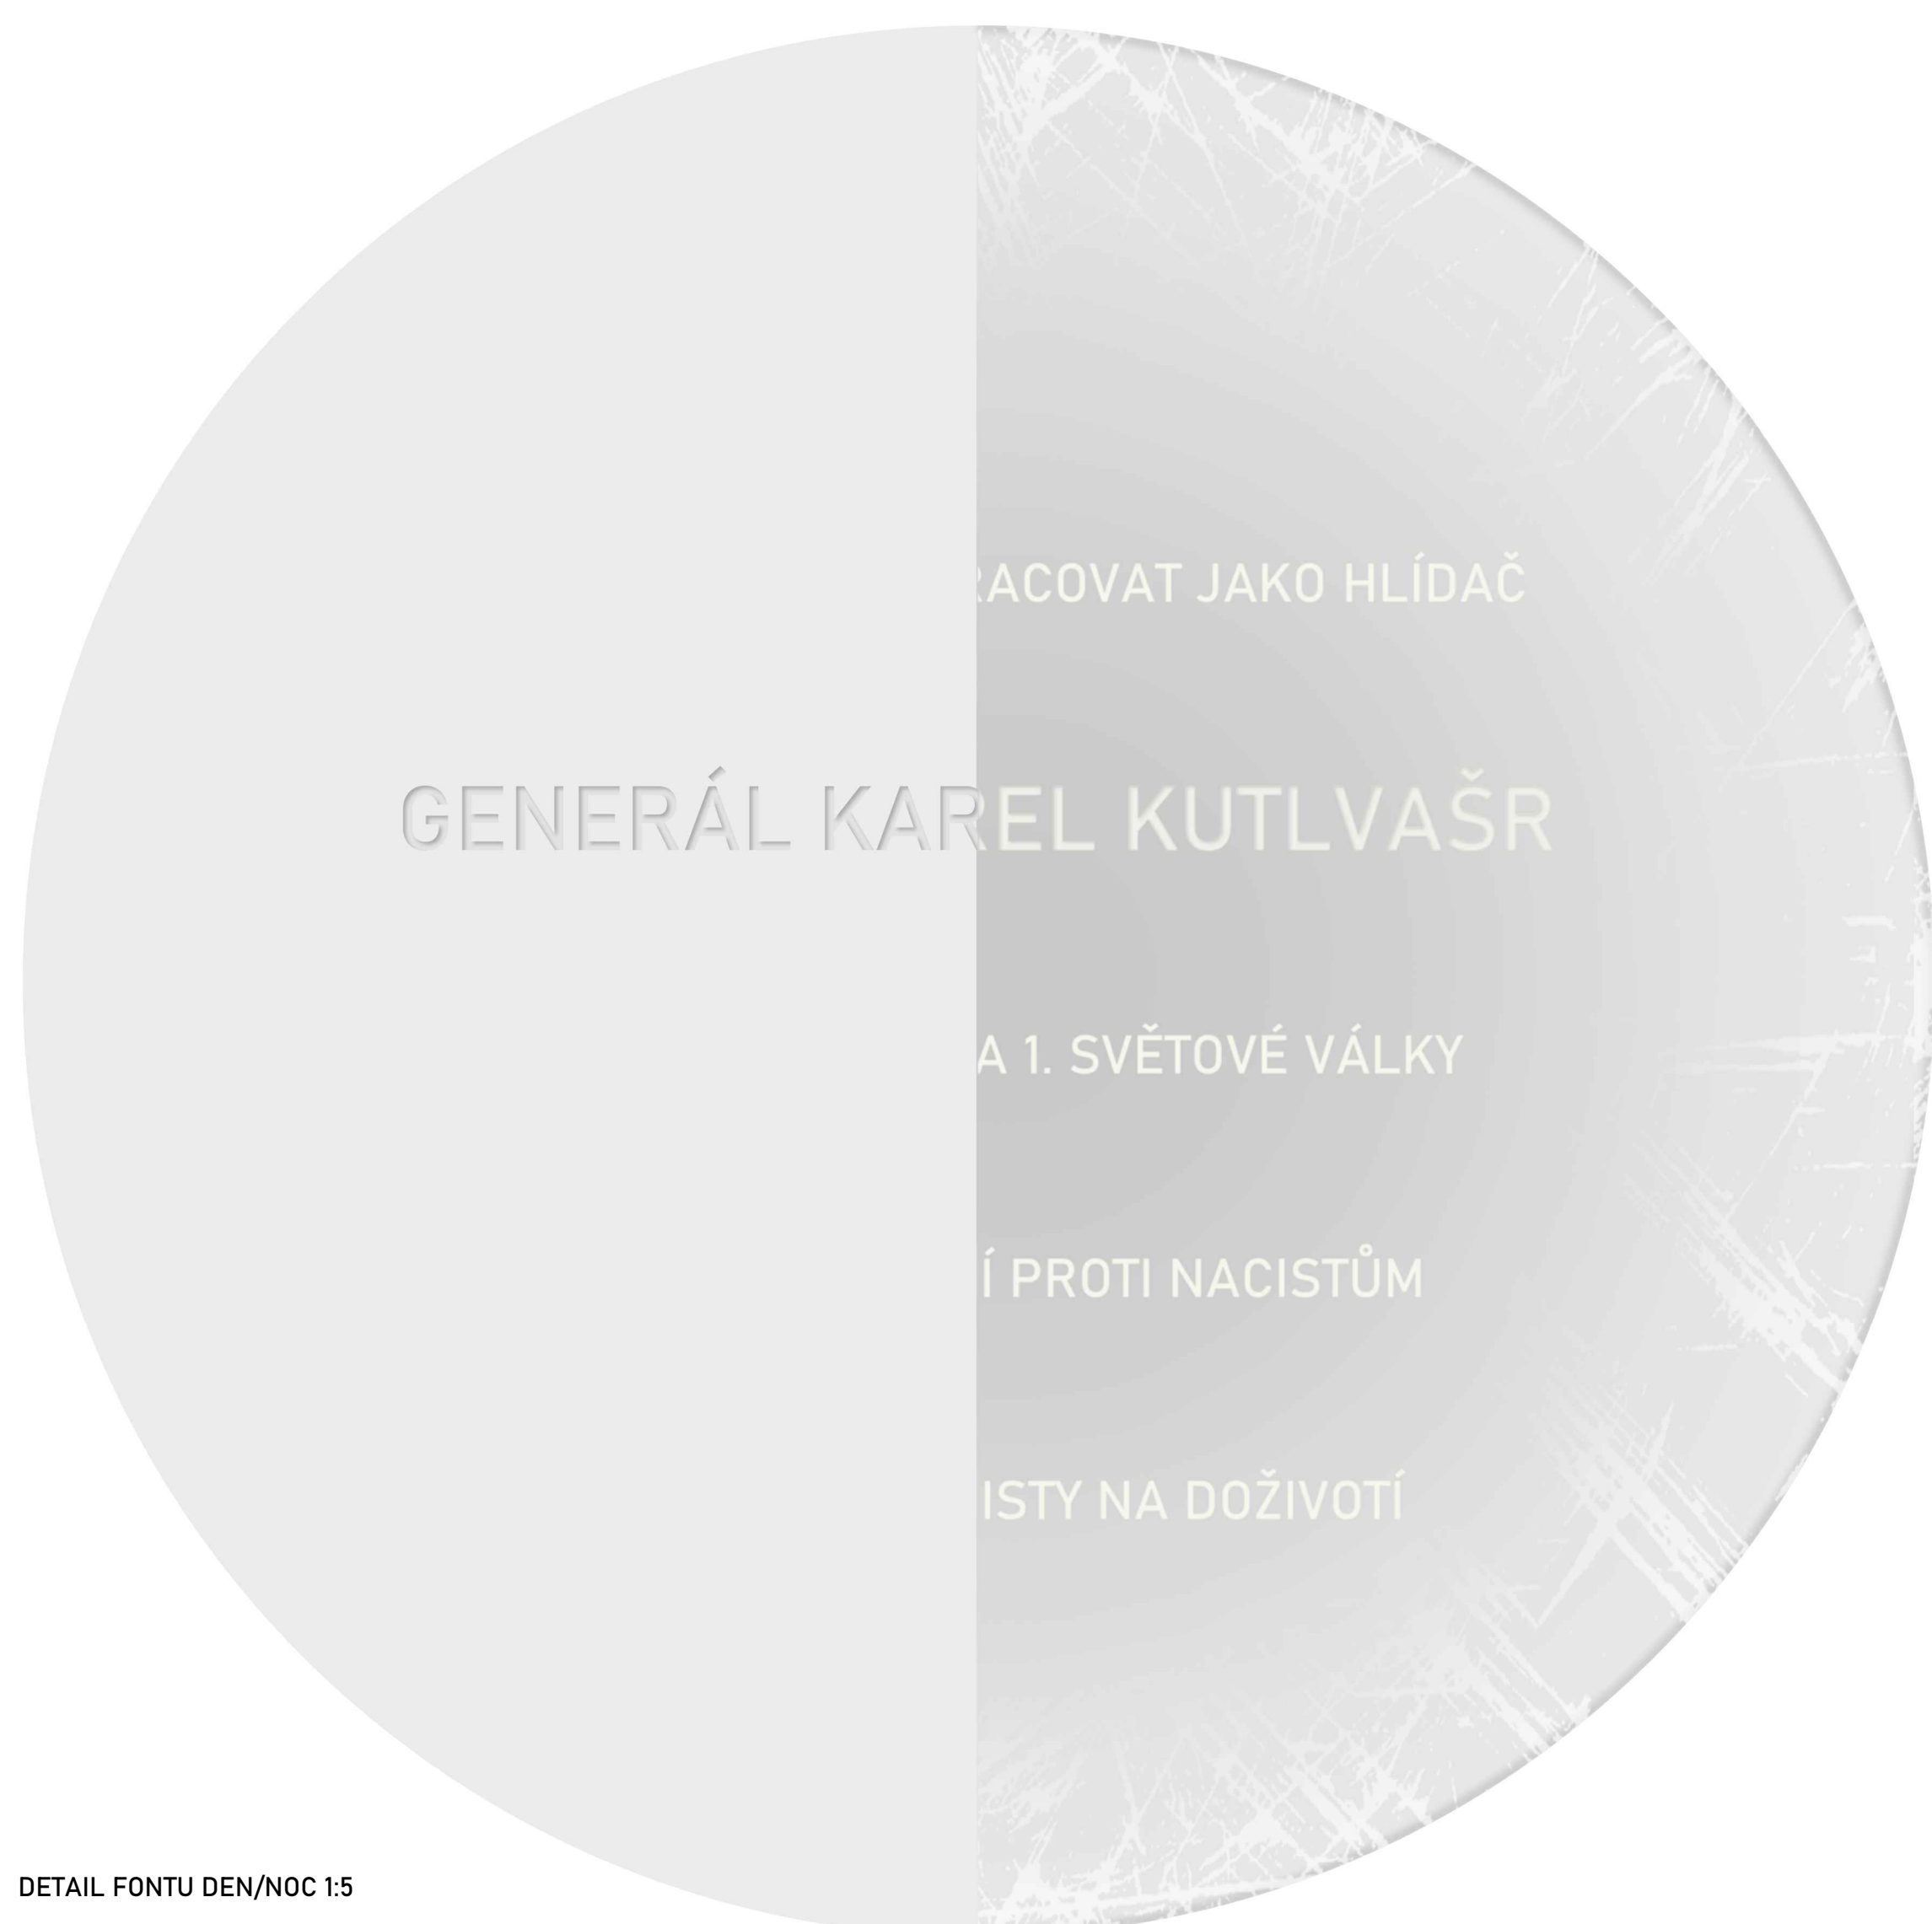 RACOVAT JAKO HLÍDAČ
GENERÁL KAREL KUTLVAŠR
A 1. SVĚTOVÉ VÁLKY
Í PROTI NACISTŮM
ISTY NA DOŽIVOTÍ
DETAIL FONTU DEN/NOC 1:5